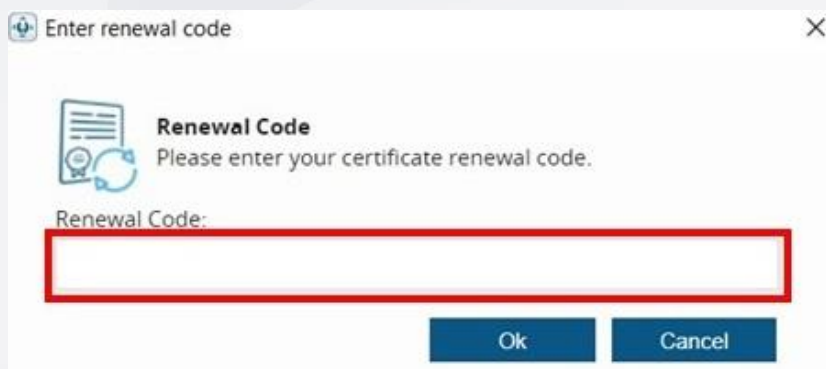 Enter renewal code
Renewal Code
Please enter your certificate renewal code.
Renewal Code:
Ok
Cancel